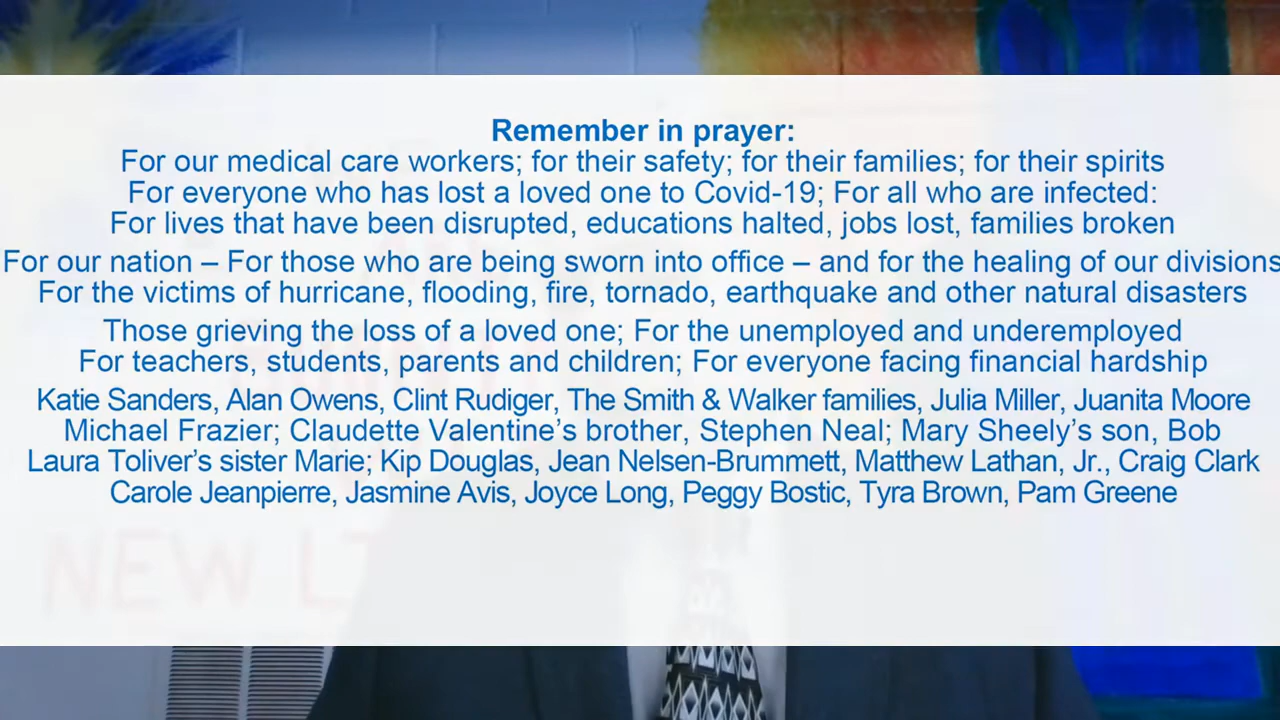 Remember in prayer:
For our medical care workers; for their safety; for their families; for their spirits
For everyone who has lost a loved one to Covid-19; For all who are infected:
For lives that have been disrupted, educations halted, jobs lost, families broken
For our nation – For those who are being sworn into office – and for the healing of our divisions
For the victims of hurricane, flooding, fire, tornado, earthquake and other natural disasters
Those grieving the loss of a loved one; For the unemployed and underemployed
For teachers, students, parents and children; For everyone facing financial hardship
Katie Sanders, Alan Owens, Clint Rudiger, The Smith & Walker families, Julia Miller, Juanita Moore
Michael Frazier; Claudette Valentine’s brother, Stephen Neal; Mary Sheely’s son, Bob
Laura Toliver’s sister Marie; Kip Douglas, Jean Nelsen-Brummett, Matthew Lathan, Jr., Craig Clark
Carole Jeanpierre, Jasmine Avis, Joyce Long, Peggy Bostic, Tyra Brown, Pam Greene
NEW